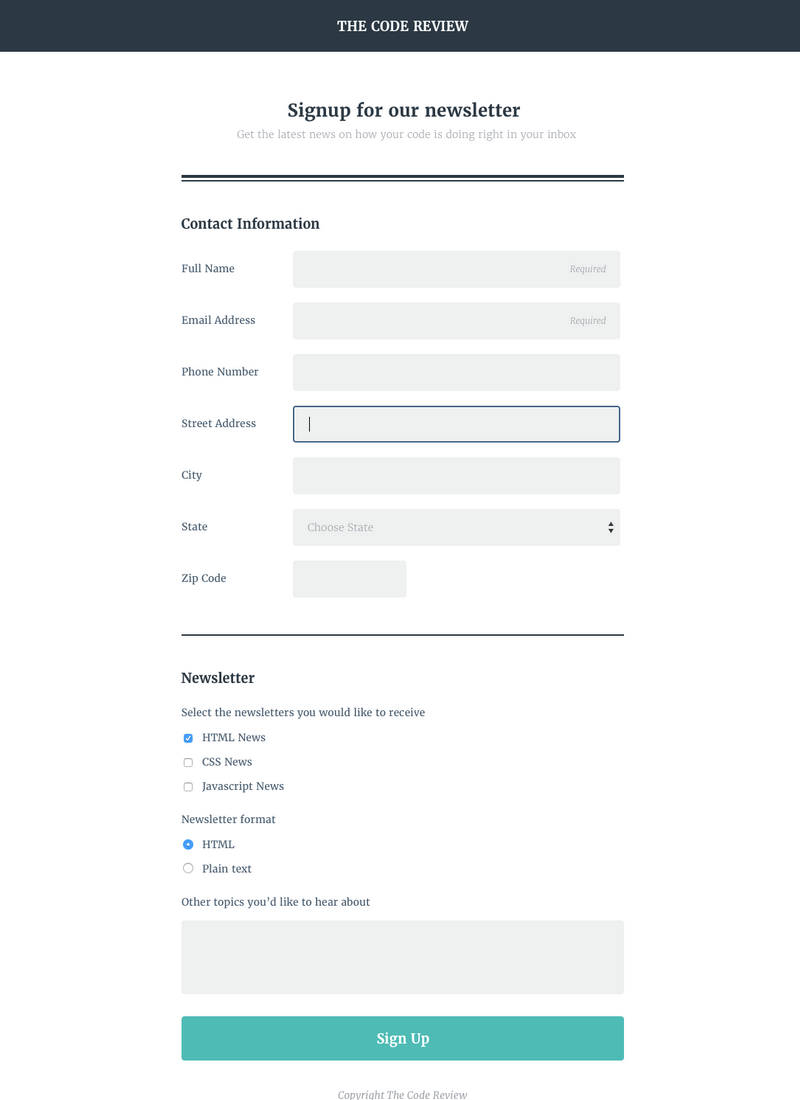 THE CODE REVIEW
Signup for our newsletter
Get the latest news on how your code is doing right in your inbox
Contact Information
Full Name Required
Email Address Required
Phone Number
Street Address
City
State Choose State
Zip Code
Newsletter
Select the newsletters you would like to receive
HTML News
CSS News
Javascript News
Newsletter format
HTML
Plain text
Other topics you’d like to hear about
Sign Up
Copyright The Code Review